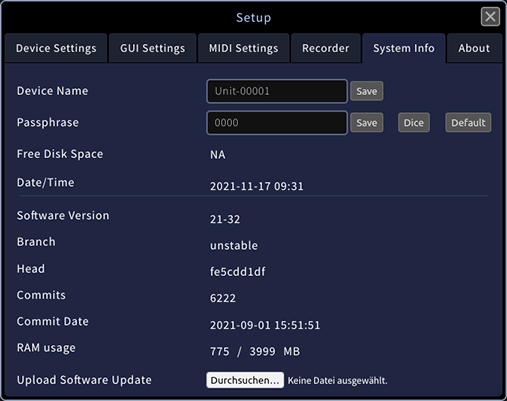 Setup
Device Settings GUI Settings MIDI Settings Recorder System Info About
Device Name Unit-00001 Save
Passphrase 0000 Save Dice Default
Free Disk Space NA
Date/Time 2021-11-17 09:31
Software Version 21-32
Branch unstable
Head fe5cdd1df
Commits 6222
Commit Date 2021-09-01 15:51:51
RAM usage 775 / 3999 MB
Upload Software Update Durchsuchen... Keine Datei ausgewählt.